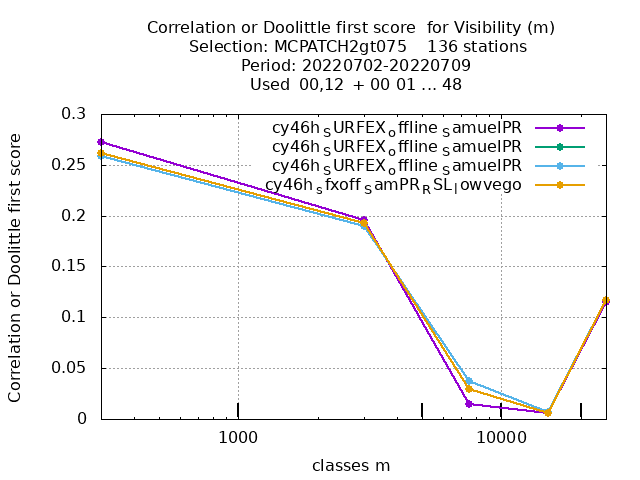 Correlation or Doolittle first score for Visibility (m)
Selection: MCPATCH2gt075 136 stations
Period: 20220702-20220709
Used 00,12 + 00 01 ... 48
Correlation or Doolittle first score
0.3
0.25
0.2
0.15
0.1
0.05
0
cy46h_SURFEX_offline_SamuelPR
cy46h_SURFEX_offline_SamuelPR
cy46h_SURFEX_offline_SamuelPR
cy46h_sfxoff_SamPR_RSL_lowvego
1000
10000
classes m